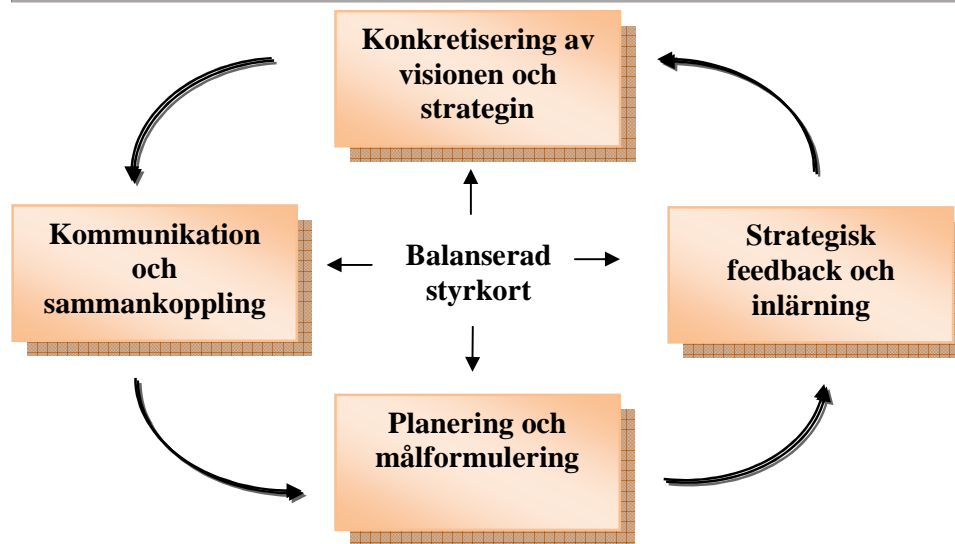 Konkretisering av
visionen och
strategin
Kommunikation
och
sammankoppling
Balanserad
styrkort
Strategisk
feedback och
inlärning
Planering och
målformulering